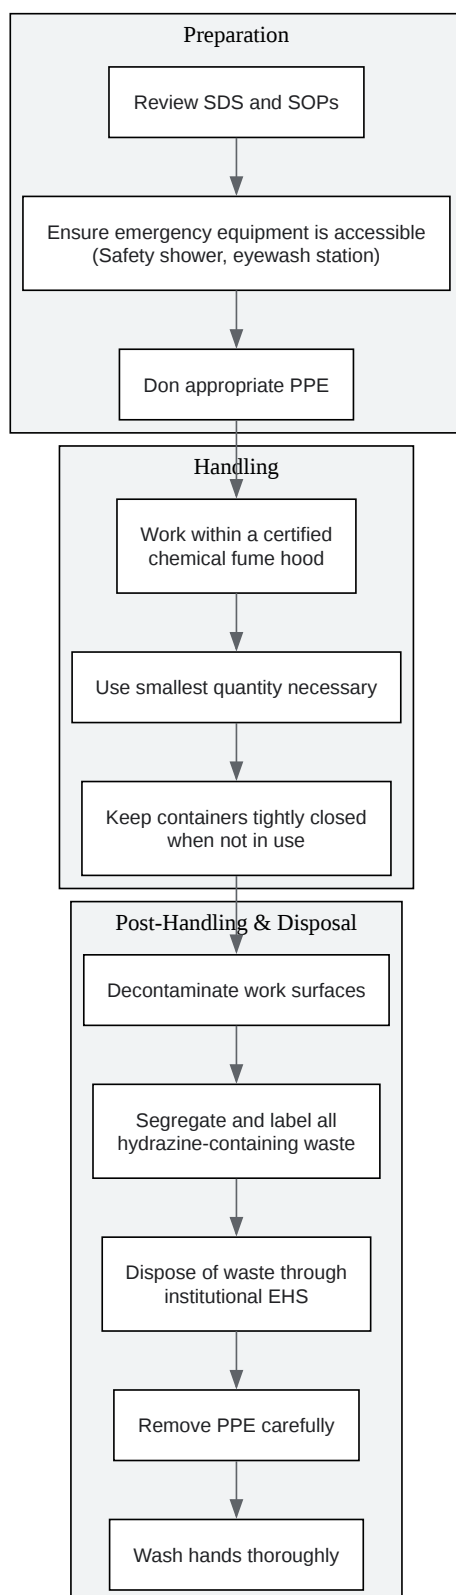 Preparation
Review SDS and SOPs
Ensure emergency equipment is accessible
(Safety shower, eyewash station)
Don appropriate PPE
Handling
Work within a certified
chemical fume hood
Use smallest quantity necessary
Keep containers tightly closed
when not in use
Post-Handling & Disposal
Decontaminate work surfaces
Segregate and label all
hydrazine-containing waste
Dispose of waste through
institutional EHS
Remove PPE carefully
Wash hands thoroughly